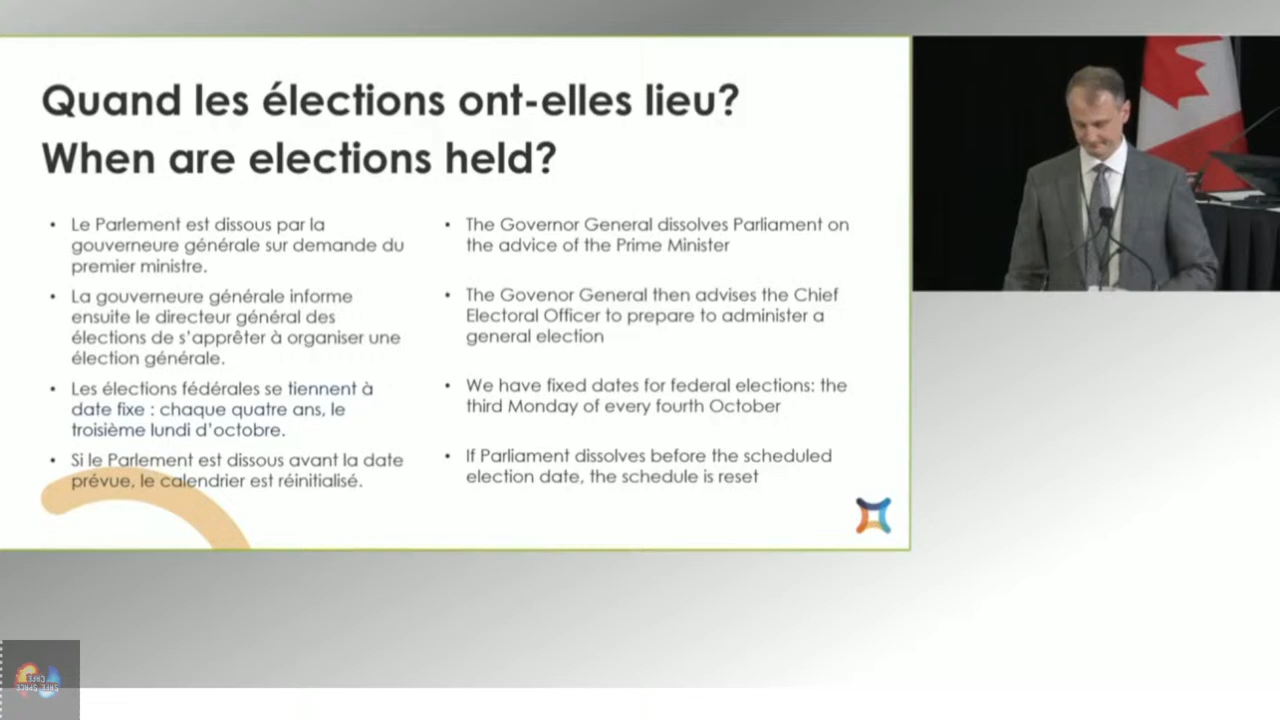 Quand les élections ont-elles lieu?
When are elections held?
• Le Parlement est dissous par la
gouverneure générale sur demande du
premier ministre.
• La gouverneure générale informe
ensuite le directeur général des
élections de s'apprêter à organiser une
élection générale.
• Les élections fédérales se tiennent à
date fixe : chaque quatre ans, le
troisième lundi d'octobre.
• Si le Parlement est dissous avant la date
prévue, le calendrier est réinitialisé.
• The Governor General dissolves Parliament on
the advice of the Prime Minister
• The Govenor General then advises the Chief
Electoral Officer to prepare to administer a
general election
• We have fixed dates for federal elections: the
third Monday of every fourth October
• If Parliament dissolves before the scheduled
election date, the schedule is reset
SAFE SPACE
CAFE